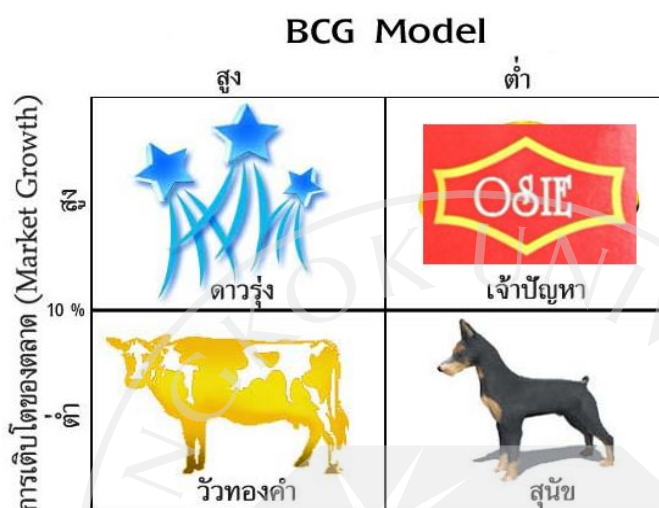 BCG Model
สูง ต่ำ
การเติบโตของตลาด (Market Growth)
สูง
OSIE
ดาวรุ่ง เจ้าปัญหา
10 %
ต่ำ
วัวทองคำ สุนัข